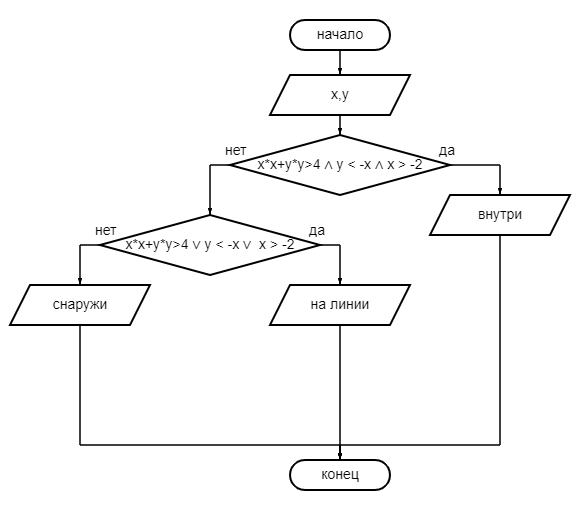 начало
x,y
нет
да
x*x+y*y>4 ∧ y < -x ∧ x > -2
внутри
нет
да
x*x+y*y>4 ∨ y < -x ∨ x > -2
снаружи
на линии
конец